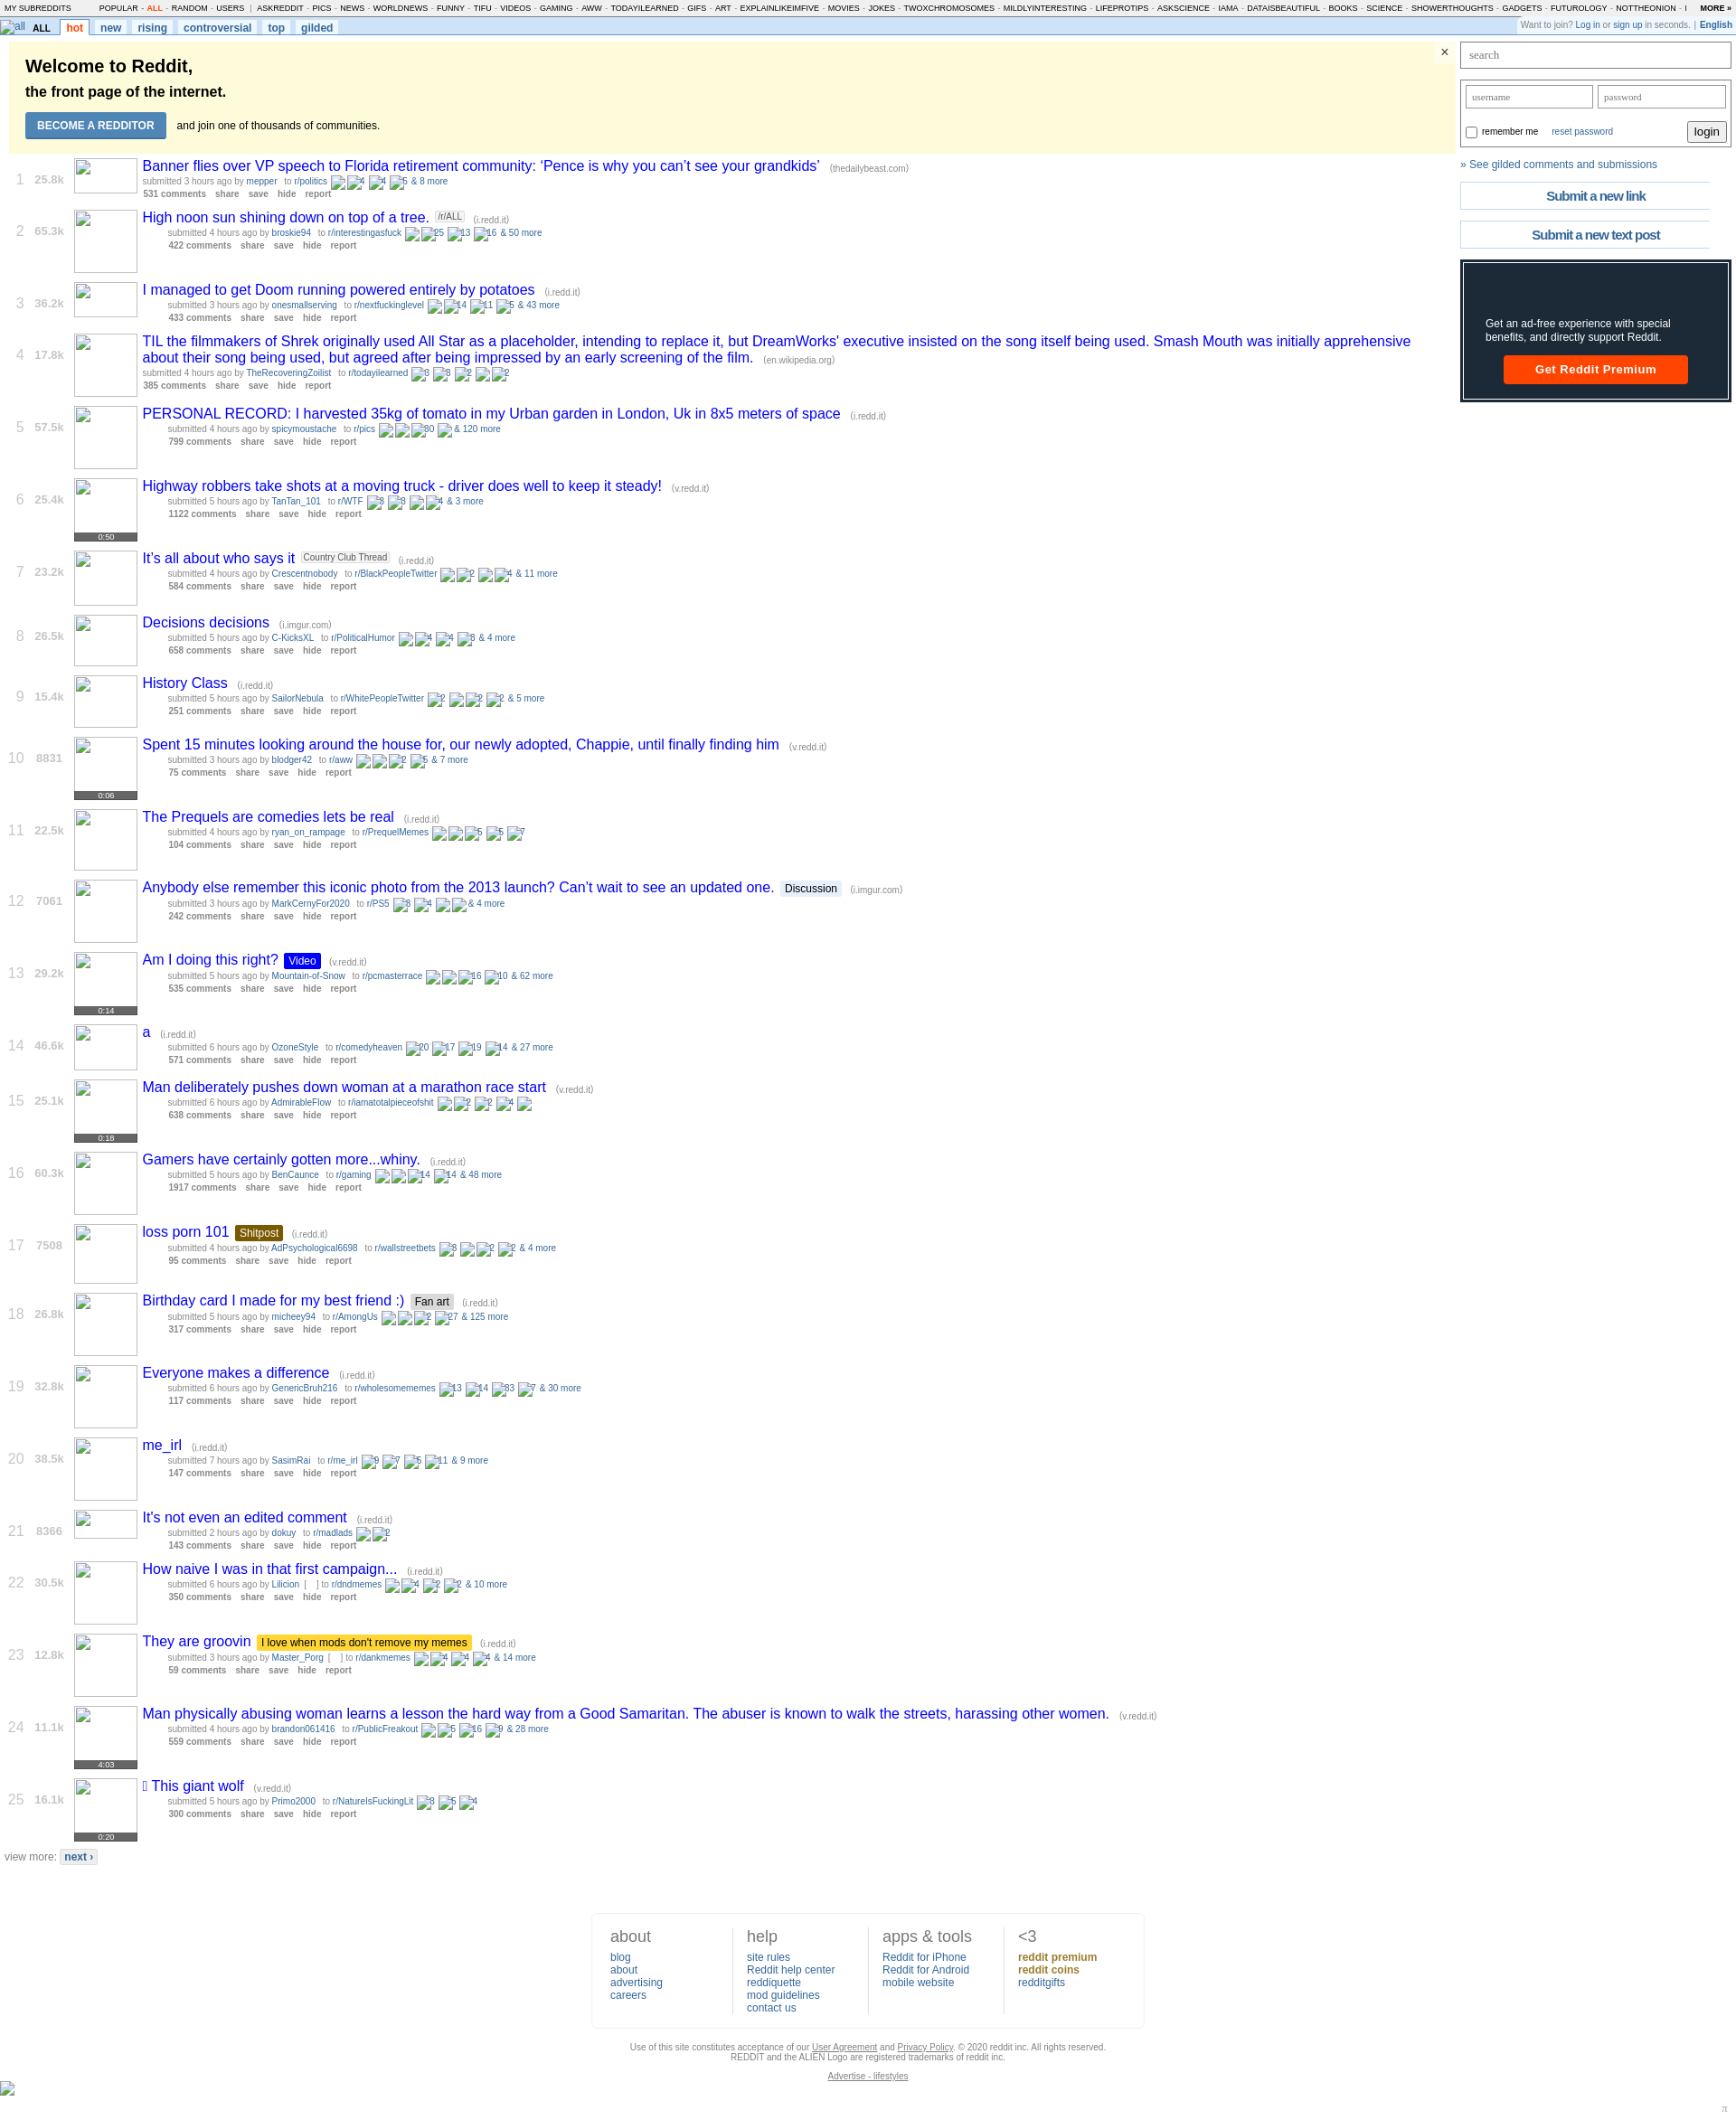 MY SUBREDDITS POPULAR - ALL - RANDOM - USERS | ASKREDDIT - PICS - NEWS - WORLDNEWS - FUNNY - TIFU - VIDEOS - GAMING - AWW - TODAYILEARNED - GIFS - ART - EXPLAINLIKEIMFIVE - MOVIES - JOKES - TWOXCHROMOSOMES - MILDLYINTERESTING - LIFEPROTIPS - ASKSCIENCE - IAMA - DATAISBEAUTIFUL - BOOKS - SCIENCE - SHOWERTHOUGHTS - GADGETS - FUTUROLOGY - NOTTHEONION - I MORE »
all ALL hot new rising controversial top gilded Want to join? Log in or sign up in seconds. | English
Welcome to Reddit,
the front page of the internet.
BECOME A REDDITOR and join one of thousands of communities.
×
search
username password
remember me reset password login
» See gilded comments and submissions
Submit a new link
Submit a new text post
Get an ad-free experience with special
benefits, and directly support Reddit.
Get Reddit Premium
1 25.8k Banner flies over VP speech to Florida retirement community: ‘Pence is why you can’t see your grandkids’ (thedailybeast.com)
submitted 3 hours ago by mepper to r/politics 4 4 5 & 8 more
531 comments share save hide report
2 65.3k High noon sun shining down on top of a tree. /r/ALL (i.redd.it)
submitted 4 hours ago by broskie94 to r/interestingasfuck 25 13 16 & 50 more
422 comments share save hide report
3 36.2k I managed to get Doom running powered entirely by potatoes (i.redd.it)
submitted 3 hours ago by onesmallserving to r/nextfuckinglevel 14 11 5 & 43 more
433 comments share save hide report
4 17.8k TIL the filmmakers of Shrek originally used All Star as a placeholder, intending to replace it, but DreamWorks' executive insisted on the song itself being used. Smash Mouth was initially apprehensive
about their song being used, but agreed after being impressed by an early screening of the film. (en.wikipedia.org)
submitted 4 hours ago by TheRecoveringZoilist to r/todayilearned 3 3 2 2
385 comments share save hide report
5 57.5k PERSONAL RECORD: I harvested 35kg of tomato in my Urban garden in London, Uk in 8x5 meters of space (i.redd.it)
submitted 4 hours ago by spicymoustache to r/pics 30 & 120 more
799 comments share save hide report
6 25.4k Highway robbers take shots at a moving truck - driver does well to keep it steady! (v.redd.it)
submitted 5 hours ago by TanTan_101 to r/WTF 3 3 4 & 3 more
1122 comments share save hide report
0:50
7 23.2k It’s all about who says it Country Club Thread (i.redd.it)
submitted 4 hours ago by Crescentnobody to r/BlackPeopleTwitter 2 4 & 11 more
584 comments share save hide report
8 26.5k Decisions decisions (i.imgur.com)
submitted 5 hours ago by C-KicksXL to r/PoliticalHumor 4 4 3 & 4 more
658 comments share save hide report
9 15.4k History Class (i.redd.it)
submitted 5 hours ago by SailorNebula to r/WhitePeopleTwitter 2 2 2 & 5 more
251 comments share save hide report
10 8831 Spent 15 minutes looking around the house for, our newly adopted, Chappie, until finally finding him (v.redd.it)
submitted 3 hours ago by blodger42 to r/aww 2 5 & 7 more
75 comments share save hide report
0:06
11 22.5k The Prequels are comedies lets be real (i.redd.it)
submitted 4 hours ago by ryan_on_rampage to r/PrequelMemes 5 5 7
104 comments share save hide report
12 7061 Anybody else remember this iconic photo from the 2013 launch? Can’t wait to see an updated one. Discussion (i.imgur.com)
submitted 3 hours ago by MarkCernyFor2020 to r/PS5 3 4 & 4 more
242 comments share save hide report
13 29.2k Am I doing this right? Video (v.redd.it)
submitted 5 hours ago by Mountain-of-Snow to r/pcmasterrace 16 10 & 62 more
535 comments share save hide report
0:14
14 46.6k a (i.redd.it)
submitted 6 hours ago by OzoneStyle to r/comedyheaven 20 17 19 14 & 27 more
571 comments share save hide report
15 25.1k Man deliberately pushes down woman at a marathon race start (v.redd.it)
submitted 6 hours ago by AdmirableFlow to r/iamatotalpieceofshit 2 2 4
638 comments share save hide report
0:18
16 60.3k Gamers have certainly gotten more...whiny. (i.redd.it)
submitted 5 hours ago by BenCaunce to r/gaming 14 14 & 48 more
1917 comments share save hide report
17 7508 loss porn 101 Shitpost (i.redd.it)
submitted 4 hours ago by AdPsychological6698 to r/wallstreetbets 3 2 2 & 4 more
95 comments share save hide report
18 26.8k Birthday card I made for my best friend :) Fan art (i.redd.it)
submitted 5 hours ago by micheey94 to r/AmongUs 2 27 & 125 more
317 comments share save hide report
19 32.8k Everyone makes a difference (i.redd.it)
submitted 6 hours ago by GenericBruh216 to r/wholesomememes 13 14 33 7 & 30 more
117 comments share save hide report
20 38.5k me_irl (i.redd.it)
submitted 7 hours ago by SasimRai to r/me_irl 9 7 5 11 & 9 more
147 comments share save hide report
21 8366 It's not even an edited comment (i.redd.it)
submitted 2 hours ago by dokuy to r/madlads 2
143 comments share save hide report
22 30.5k How naive I was in that first campaign... (i.redd.it)
submitted 6 hours ago by Lilicion [ ] to r/dndmemes 4 2 2 & 10 more
350 comments share save hide report
23 12.8k They are groovin I love when mods don't remove my memes (i.redd.it)
submitted 3 hours ago by Master_Porg [ ] to r/dankmemes 4 4 4 & 14 more
59 comments share save hide report
24 11.1k Man physically abusing woman learns a lesson the hard way from a Good Samaritan. The abuser is known to walk the streets, harassing other women. (v.redd.it)
submitted 4 hours ago by brandon061416 to r/PublicFreakout 5 16 9 & 28 more
559 comments share save hide report
4:03
25 16.1k This giant wolf (v.redd.it)
submitted 5 hours ago by Primo2000 to r/NatureIsFuckingLit 3 5 4
300 comments share save hide report
0:20
view more: next ›
about help apps & tools <3
blog site rules Reddit for iPhone reddit premium
about Reddit help center Reddit for Android reddit coins
advertising reddiquette mobile website redditgifts
careers mod guidelines
contact us
Use of this site constitutes acceptance of our User Agreement and Privacy Policy. © 2020 reddit inc. All rights reserved.
REDDIT and the ALIEN Logo are registered trademarks of reddit inc.
Advertise - lifestyles
π